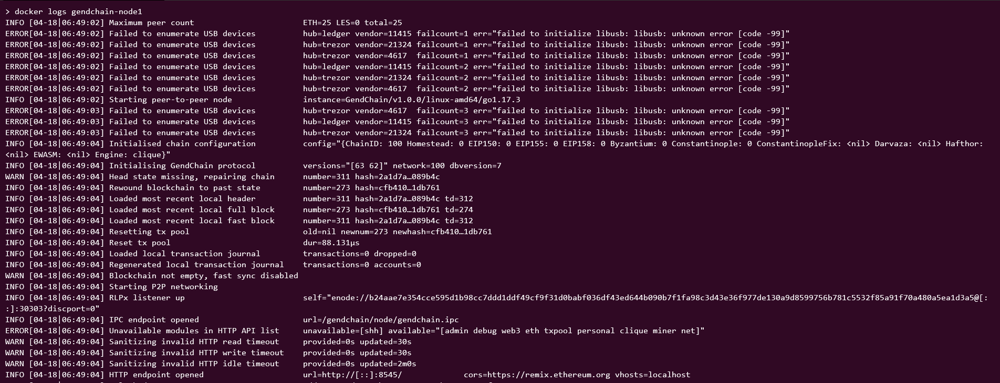 > docker logs gendchain-node1
INFO [04-18|06:49:02] Maximum peer count                       ETH=25 LES=0 total=25
ERROR[04-18|06:49:02] Failed to enumerate USB devices          hub=ledger vendor=11415 failcount=1 err="failed to initialize libusb: libusb: unknown error [code -99]"
ERROR[04-18|06:49:02] Failed to enumerate USB devices          hub=trezor vendor=21324 failcount=1 err="failed to initialize libusb: libusb: unknown error [code -99]"
ERROR[04-18|06:49:02] Failed to enumerate USB devices          hub=trezor vendor=4617  failcount=1 err="failed to initialize libusb: libusb: unknown error [code -99]"
ERROR[04-18|06:49:02] Failed to enumerate USB devices          hub=ledger vendor=11415 failcount=2 err="failed to initialize libusb: libusb: unknown error [code -99]"
ERROR[04-18|06:49:02] Failed to enumerate USB devices          hub=trezor vendor=21324 failcount=2 err="failed to initialize libusb: libusb: unknown error [code -99]"
ERROR[04-18|06:49:02] Failed to enumerate USB devices          hub=trezor vendor=4617  failcount=2 err="failed to initialize libusb: libusb: unknown error [code -99]"
INFO [04-18|06:49:02] Starting peer-to-peer node               instance=GendChain/v1.0.0/linux-amd64/go1.17.3
ERROR[04-18|06:49:03] Failed to enumerate USB devices          hub=trezor vendor=4617  failcount=3 err="failed to initialize libusb: libusb: unknown error [code -99]"
ERROR[04-18|06:49:03] Failed to enumerate USB devices          hub=ledger vendor=11415 failcount=3 err="failed to initialize libusb: libusb: unknown error [code -99]"
ERROR[04-18|06:49:03] Failed to enumerate USB devices          hub=trezor vendor=21324 failcount=3 err="failed to initialize libusb: libusb: unknown error [code -99]"
INFO [04-18|06:49:04] Initialised chain configuration          config="{ChainID: 100 Homestead: 0 EIP150: 0 EIP155: 0 EIP158: 0 Byzantium: 0 Constantinople: 0 ConstantinopleFix: <nil> Darvaza: <nil> Hafthor:
<nil> EWASM: <nil> Engine: clique}"
INFO [04-18|06:49:04] Initialising GendChain protocol          versions="[63 62]" network=100 dbversion=7
WARN [04-18|06:49:04] Head state missing, repairing chain      number=311 hash=2a1d7a…089b4c
INFO [04-18|06:49:04] Rewound blockchain to past state         number=273 hash=cfb410…1db761
INFO [04-18|06:49:04] Loaded most recent local header          number=311 hash=2a1d7a…089b4c td=312
INFO [04-18|06:49:04] Loaded most recent local full block      number=273 hash=cfb410…1db761 td=274
INFO [04-18|06:49:04] Loaded most recent local fast block      number=311 hash=2a1d7a…089b4c td=312
INFO [04-18|06:49:04] Resetting tx pool                        old=nil newnum=273 newhash=cfb410…1db761
INFO [04-18|06:49:04] Reset tx pool                            dur=88.131µs
INFO [04-18|06:49:04] Loaded local transaction journal         transactions=0 dropped=0
INFO [04-18|06:49:04] Regenerated local transaction journal    transactions=0 accounts=0
WARN [04-18|06:49:04] Blockchain not empty, fast sync disabled
INFO [04-18|06:49:04] Starting P2P networking
INFO [04-18|06:49:04] RLPx listener up                         self="enode://b24aae7e354cce595d1b98cc7ddd1ddf49cf9f31d0babf036df43ed644b090b7f1fa98c3d43e36f977de130a9d8599756b781c5532f85a91f70a480a5ea1d3a5@[:
:]:30303?discport=0"
INFO [04-18|06:49:04] IPC endpoint opened                      url=/gendchain/node/gendchain.ipc
ERROR[04-18|06:49:04] Unavailable modules in HTTP API list     unavailable=[shh] available="[admin debug web3 eth txpool personal clique miner net]"
WARN [04-18|06:49:04] Sanitizing invalid HTTP read timeout     provided=0s updated=30s
WARN [04-18|06:49:04] Sanitizing invalid HTTP write timeout    provided=0s updated=30s
WARN [04-18|06:49:04] Sanitizing invalid HTTP idle timeout     provided=0s updated=2m0s
INFO [04-18|06:49:04] HTTP endpoint opened                     url=http://[::]:8545/             cors=https://remix.ethereum.org vhosts=localhost